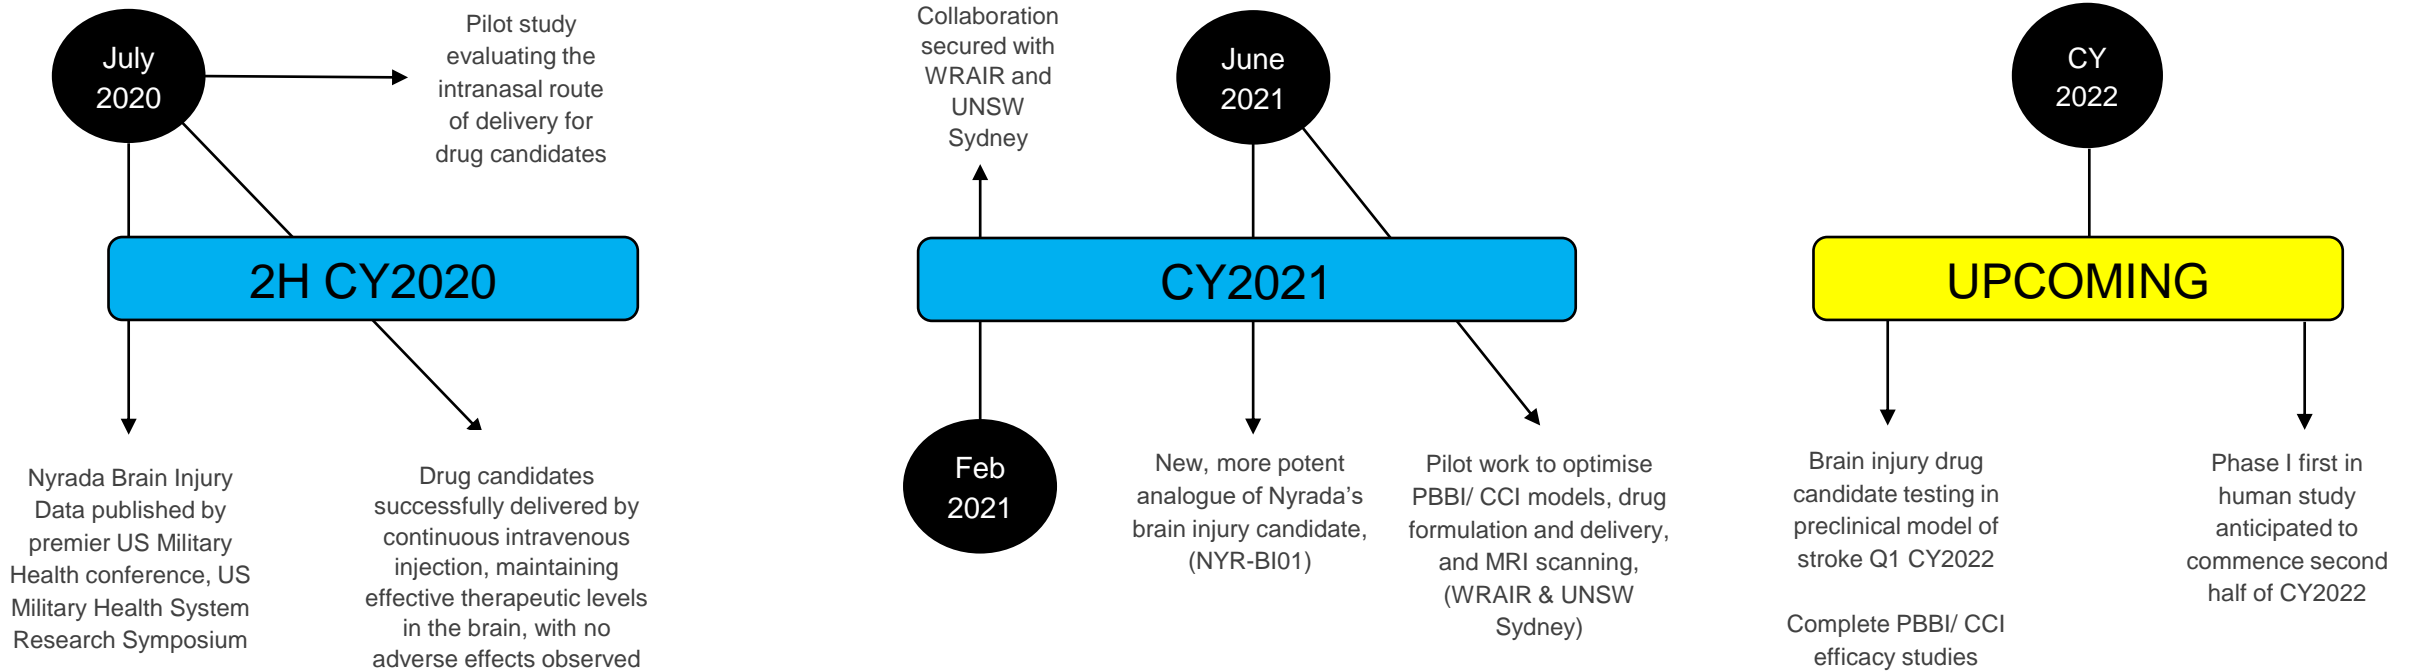 July
2020
Pilot study
evaluating the
intranasal route
of delivery for
drug candidates
2H CY2020
Nyrada Brain Injury
Data published by
premier US Military
Health conference, US
Military Health System
Research Symposium
Drug candidates
successfully delivered by
continuous intravenous
injection, maintaining
effective therapeutic levels
in the brain, with no
adverse effects observed
Collaboration
secured with
WRAIR and
UNSW
Sydney
June
2021
CY2021
Feb
2021
New, more potent
analogue of Nyrada’s
brain injury candidate,
(NYR-BI01)
Pilot work to optimise
PBBI/ CCI models, drug
formulation and delivery,
and MRI scanning,
(WRAIR & UNSW
Sydney)
CY
2022
UPCOMING
Brain injury drug
candidate testing in
preclinical model of
stroke Q1 CY2022
Complete PBBI/ CCI
efficacy studies
Phase I first in
human study
anticipated to
commence second
half of CY2022